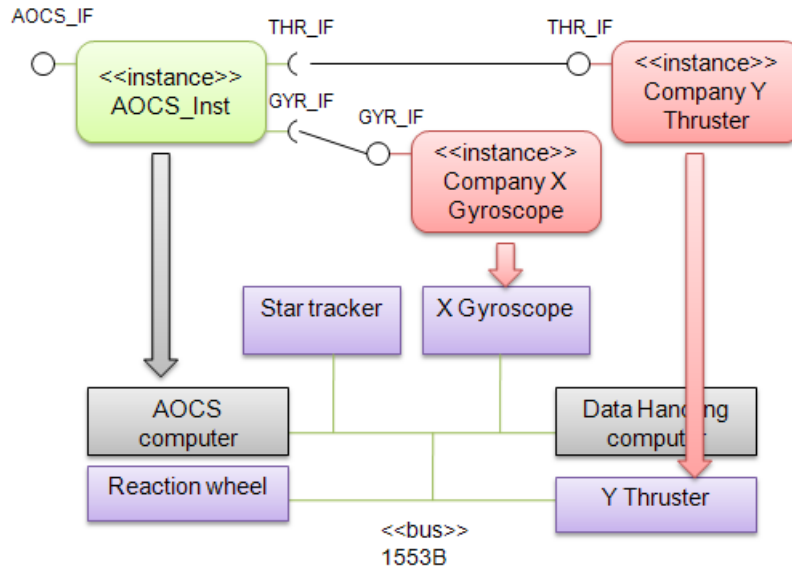 AOCS_IF
THR_IF
THR_IF
<<instance>>
AOCS_Inst
<<instance>>
Company Y
Thruster
GYR_IF
GYR_IF
<<instance>>
Company X
Gyroscope
Star tracker
X Gyroscope
AOCS
computer
Data Handling
computer
Reaction wheel
Y Thruster
<<bus>>
1553B